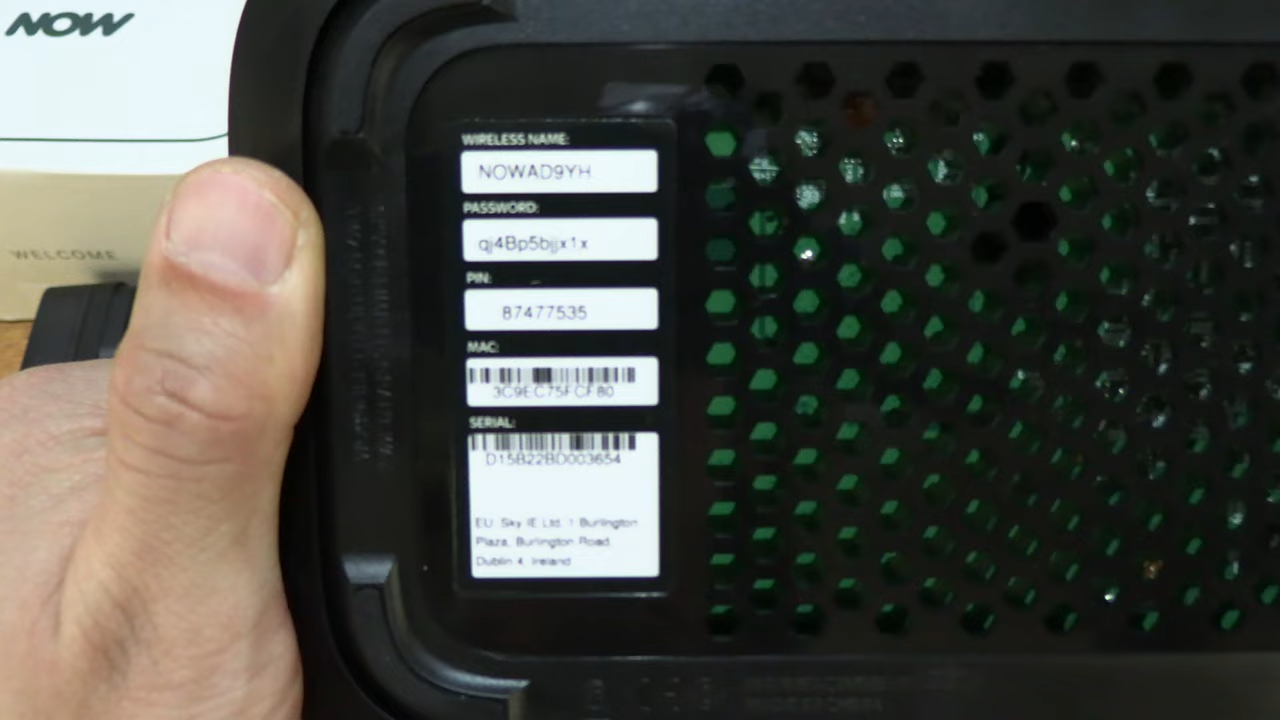 NOW
WELCOME
WIRELESS NAME:
NOWAD9YH
PASSWORD:
qj4Bp5bjjx1x
PIN:
87477535
MAC:
3C9EC75FCF80
SERIAL:
D15B22BD003654
EU: Sky IE Ltd. 1 Burlington
Plaza, Burlington Road
Dublin 4, Ireland